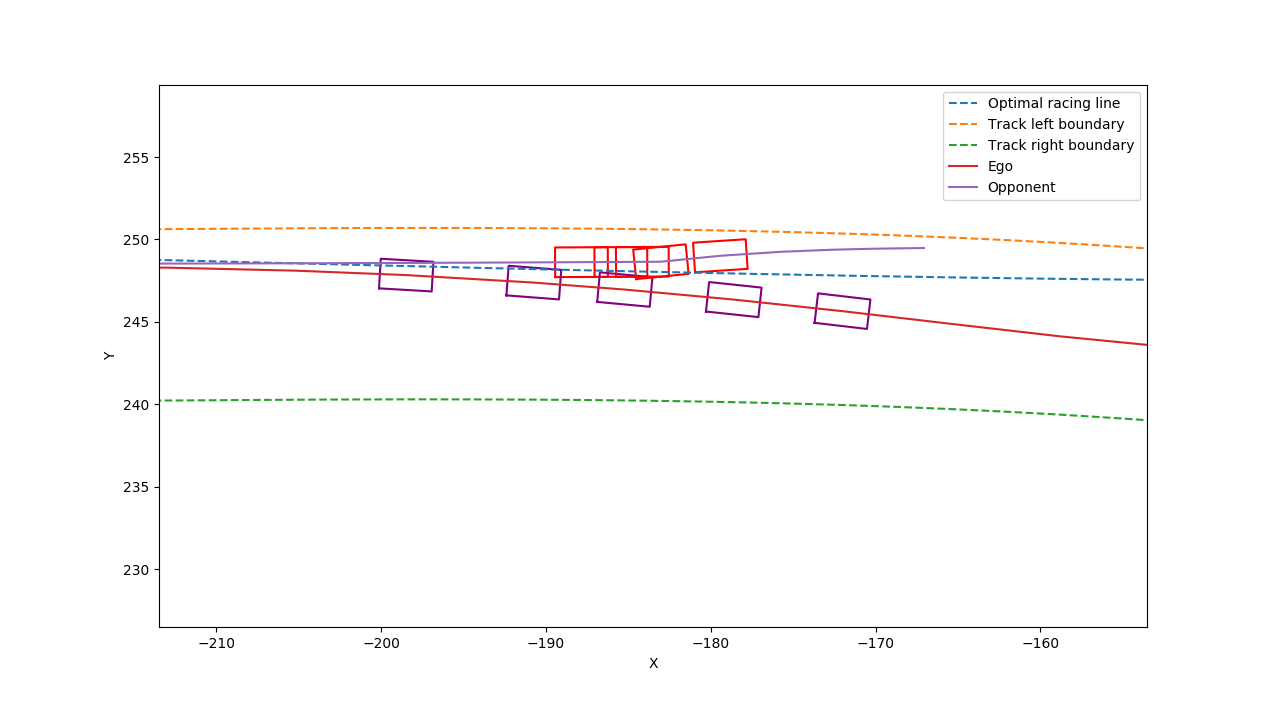 Optimal racing line
Track left boundary
Track right boundary
Ego
Opponent
255
250
245
240
235
230
Y
−210
−200
−190
−180
−170
−160
X